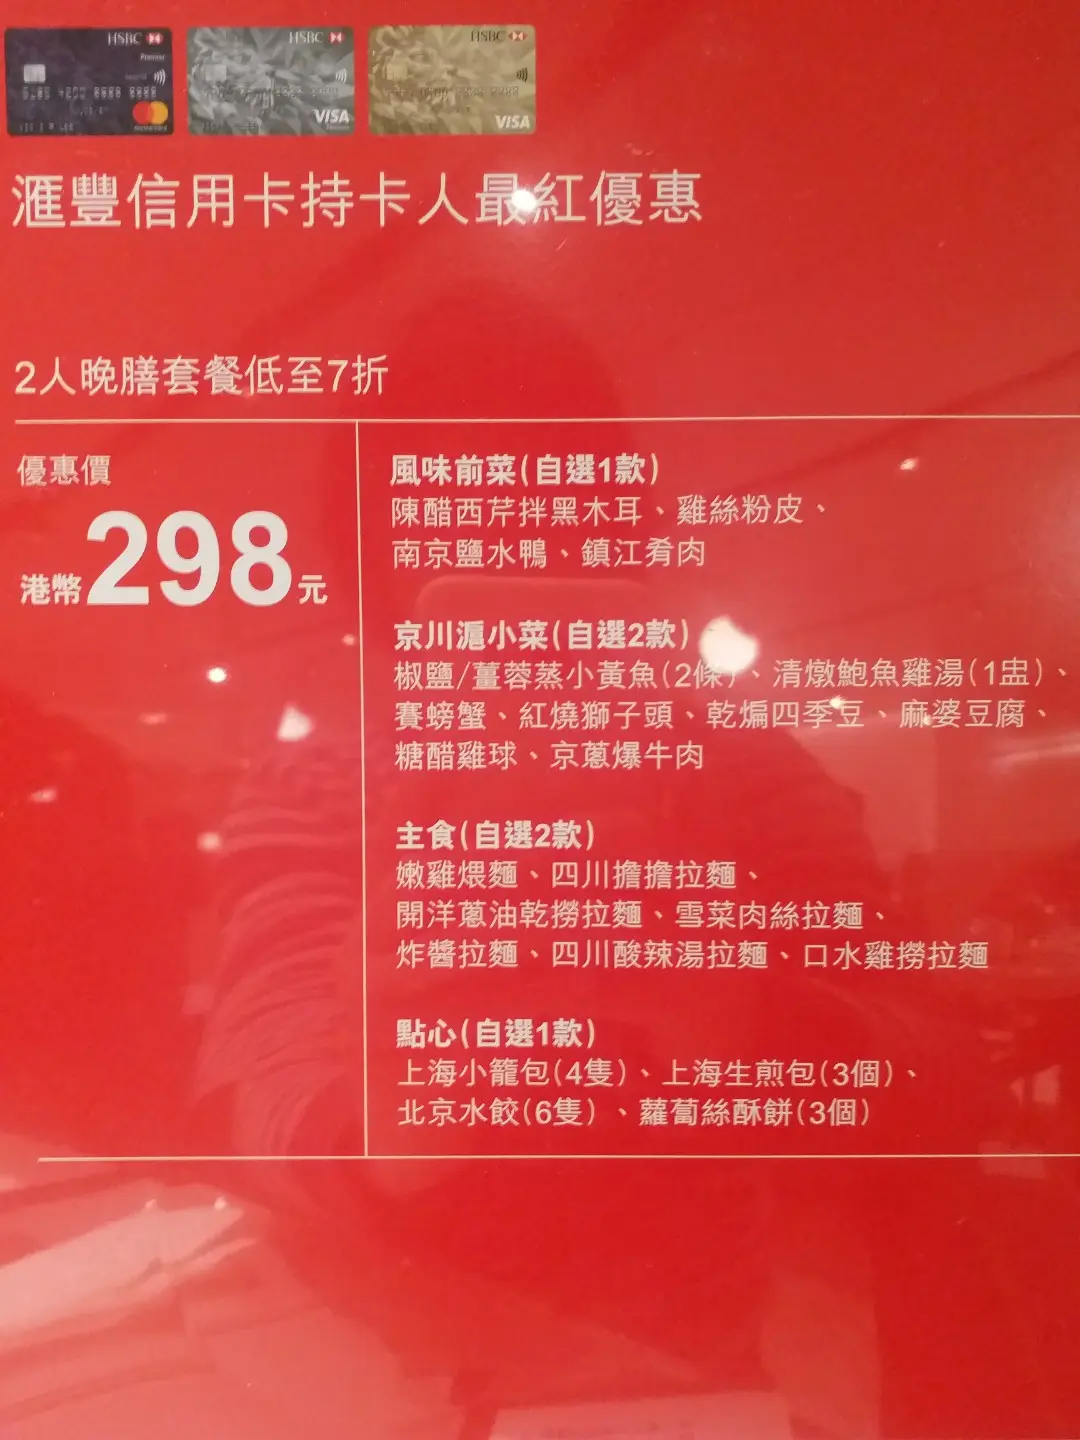 HSBC
HSBC
HSBC
Premier
VISA
VISA
滙豐信用卡持卡人最紅優惠
2人晚膳套餐低至7折
優惠價
港幣298元
風味前菜(自選1款)
陳醋西芹拌黑木耳、雞絲粉皮、
南京鹽水鴨、鎮江肴肉
京川滬小菜(自選2款)
椒鹽/薑蓉蒸小黃魚(2條)、清燉鮑魚雞湯(1盅)、
賽螃蟹、紅燒獅子頭、乾煸四季豆、麻婆豆腐、
糖醋雞球、京蔥爆牛肉
主食(自選2款)
嫩雞煨麵、四川擔擔拉麵、
開洋蔥油乾撈拉麵、雪菜肉絲拉麵、
炸醬拉麵、四川酸辣湯拉麵、口水雞撈拉麵
點心(自選1款)
上海小籠包(4隻)、上海生煎包(3個)、
北京水餃(6隻)、蘿蔔絲酥餅(3個)